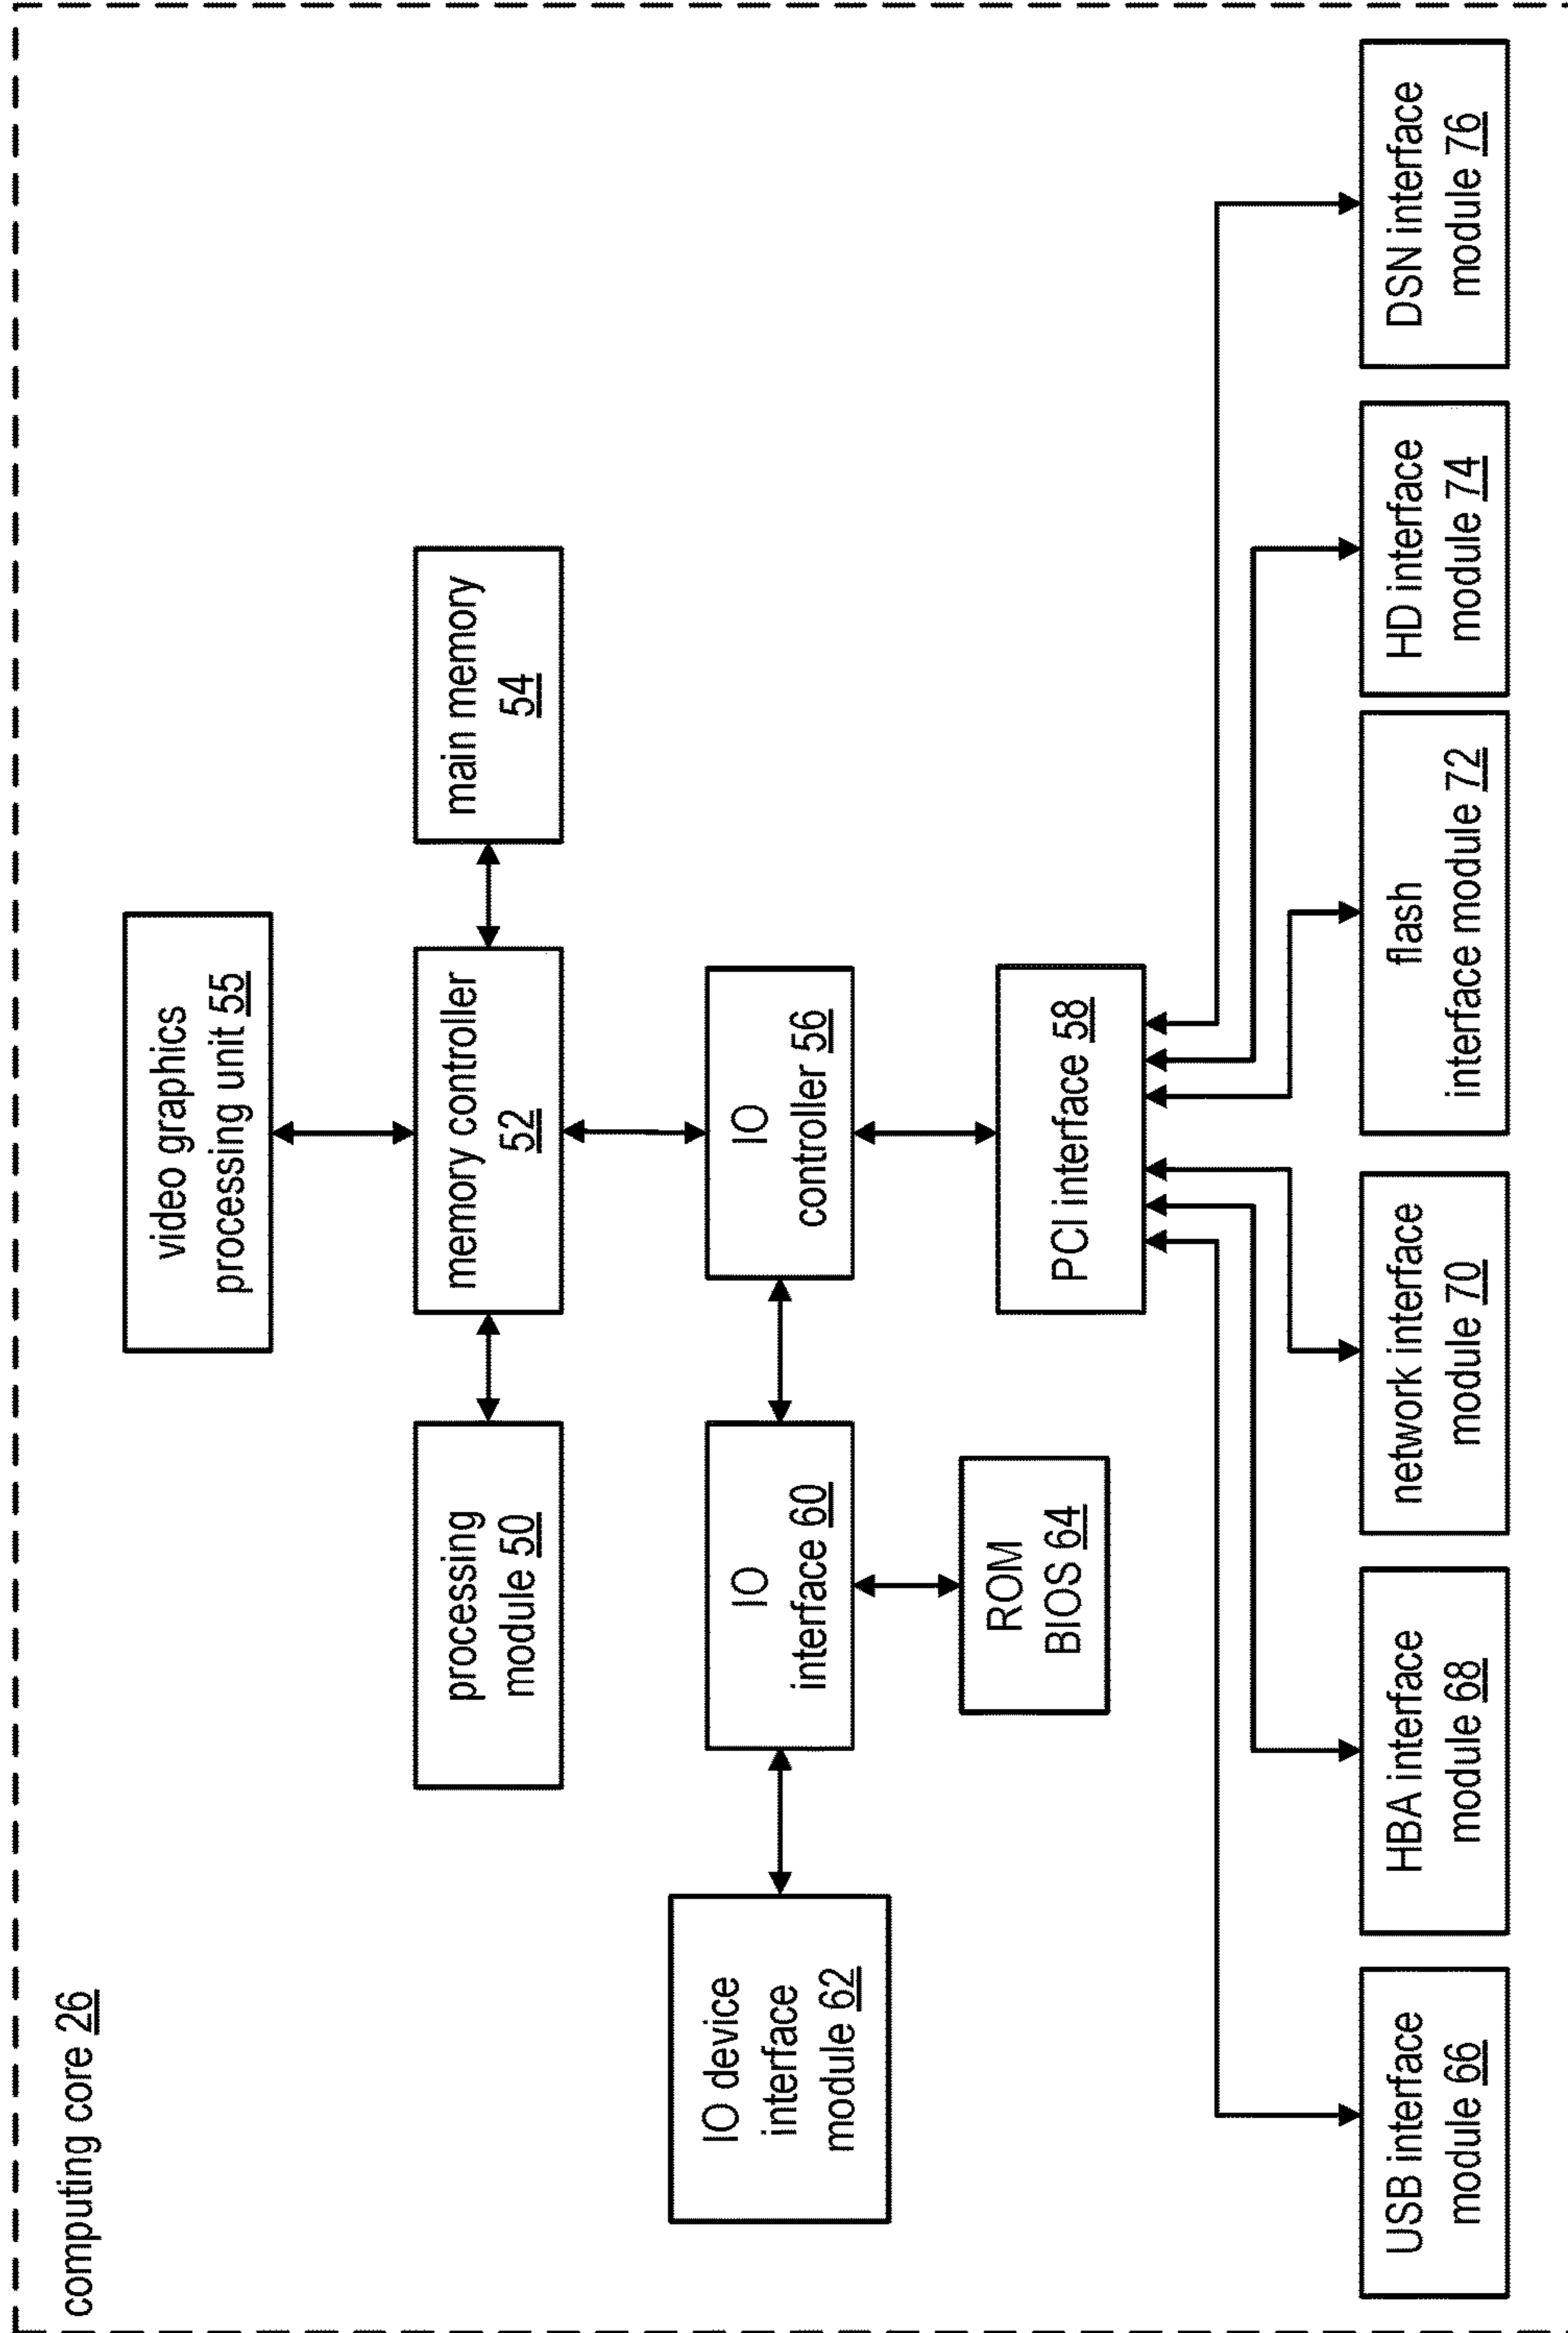 computing core 26
video graphics
processing unit 55
processing
module 50
memory controller
52
main memory
54
IO device
interface
module 62
IO
interface 60
IO
controller 56
ROM
BIOS 64
PCI interface 58
USB interface
module 66
HBA interface
module 68
network interface
module 70
flash
interface module 72
HD interface
module 74
DSN interface
module 76